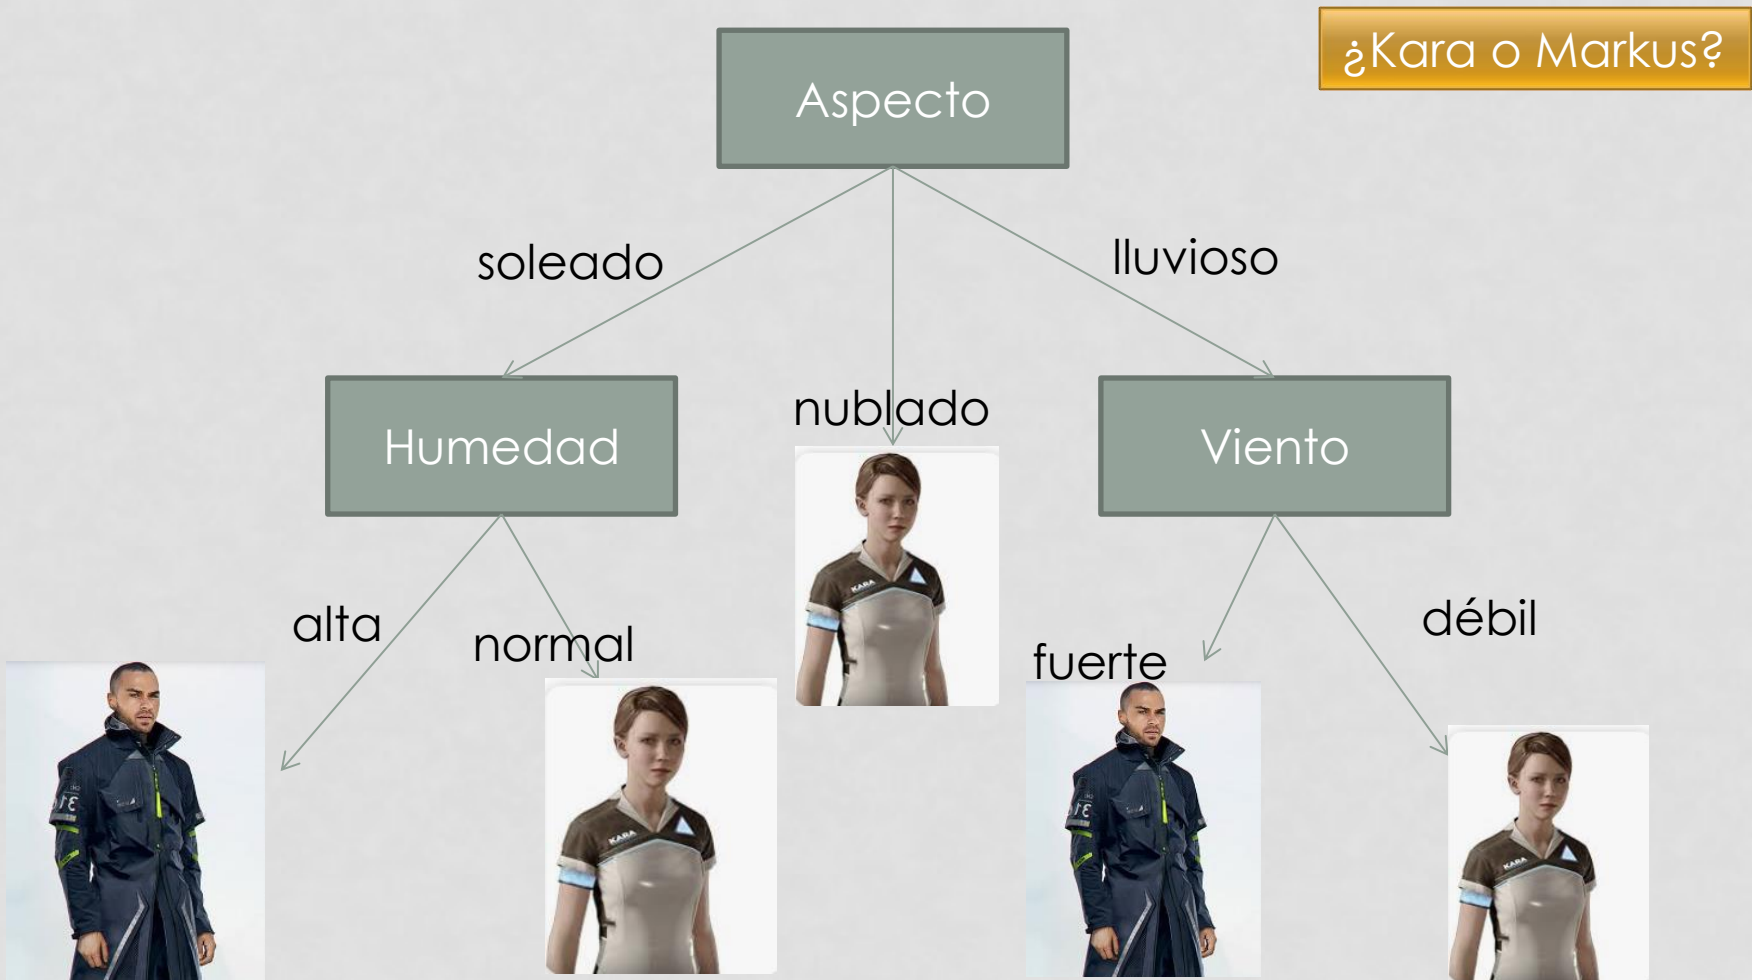 ¿Kara o Markus?
Aspecto
soleado
lluvioso
nublado
Humedad
Viento
alta
normal
fuerte
débil
KARA
KARA
KARA